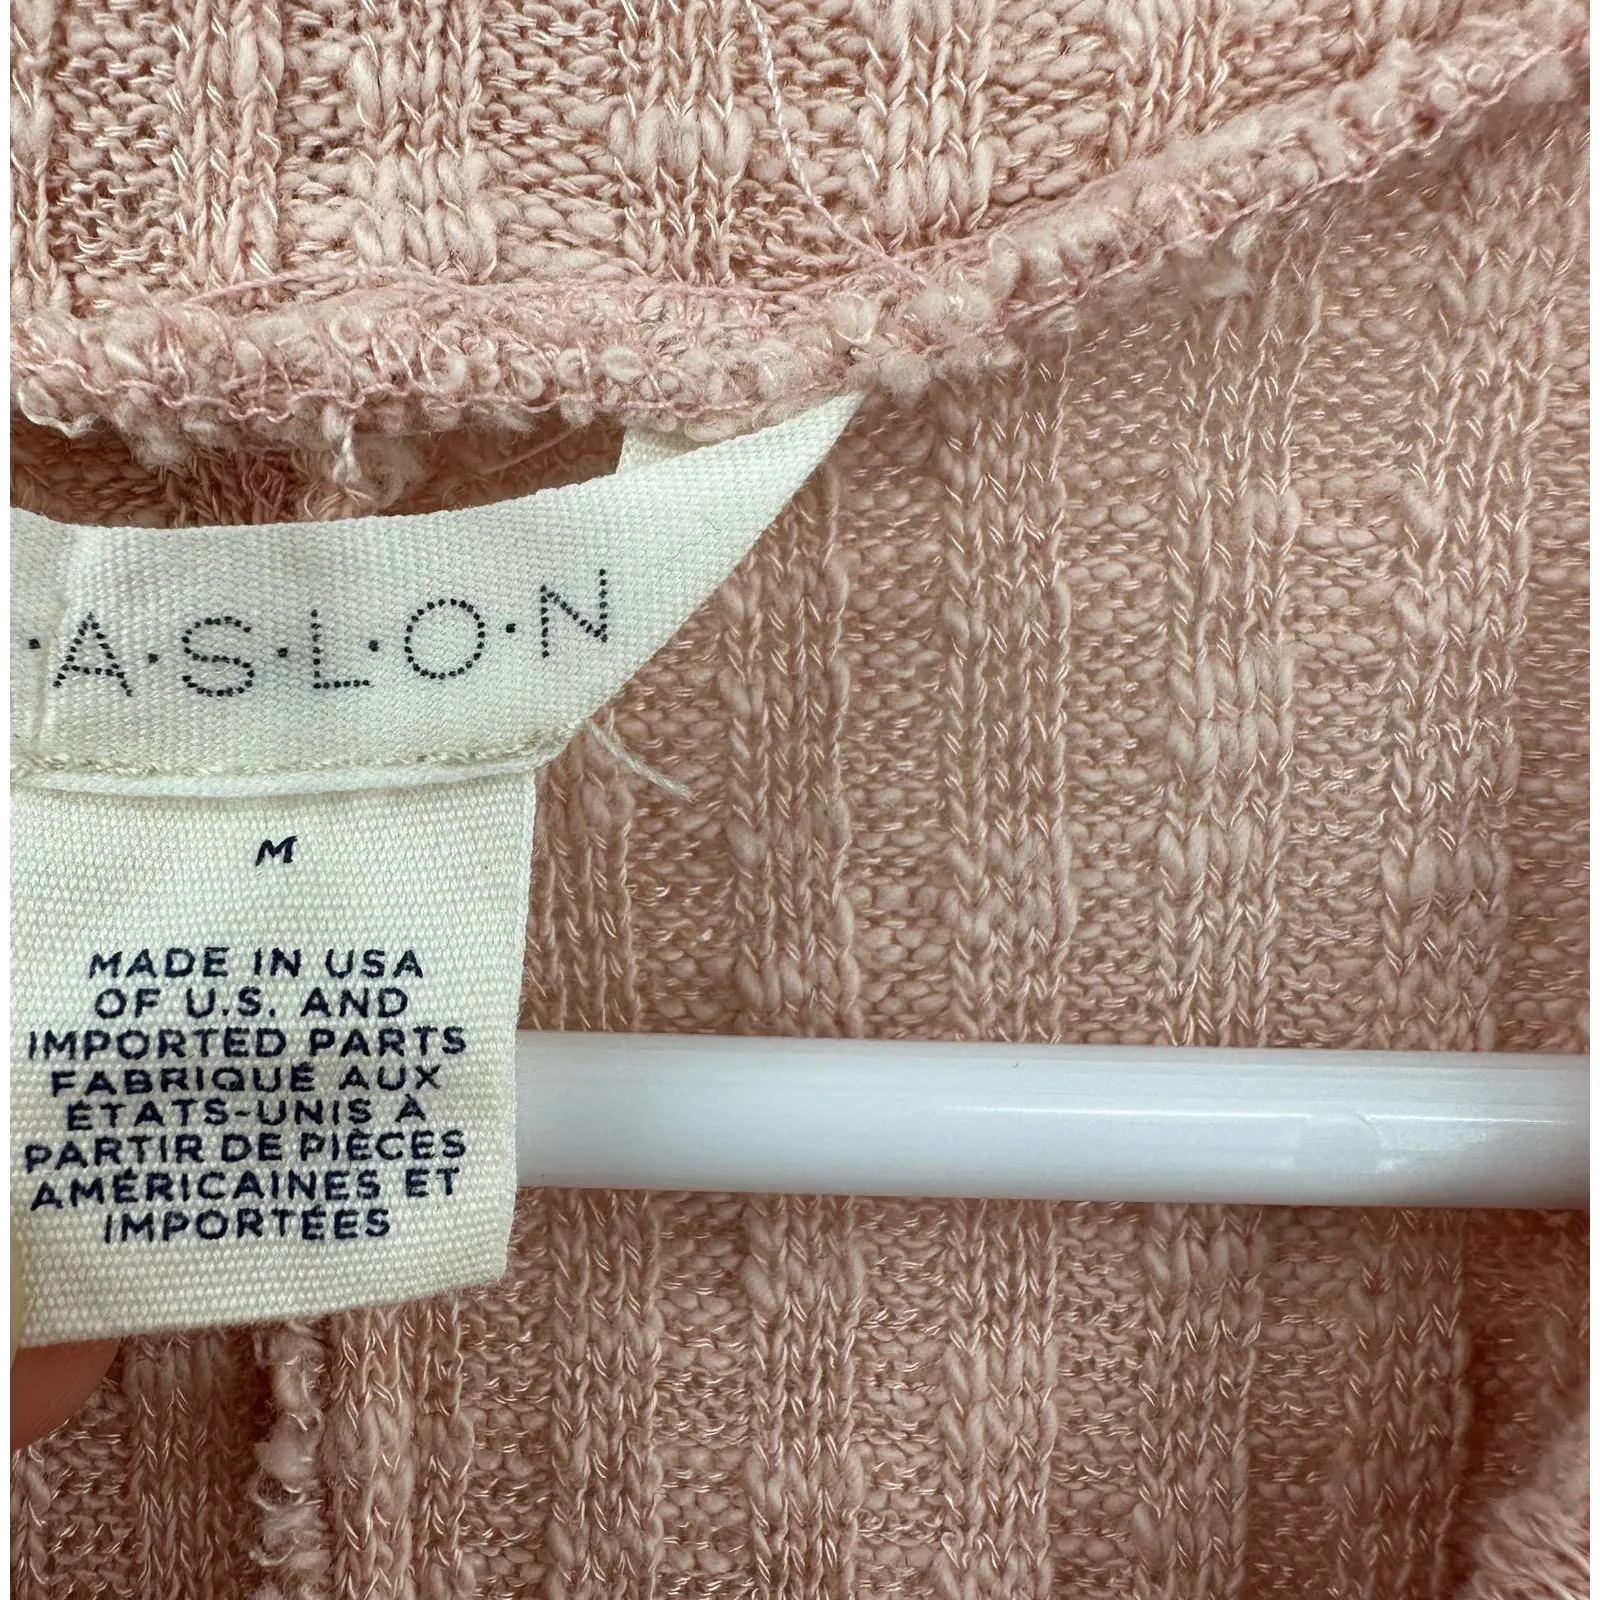 ·A·S·L·O·N
M
MADE IN USA
OF U.S. AND
IMPORTED PARTS
FABRIQUÉ AUX
ÉTATS-UNIS À
PARTIR DE PIÈCES
AMÉRICAINES ET
IMPORTÉES